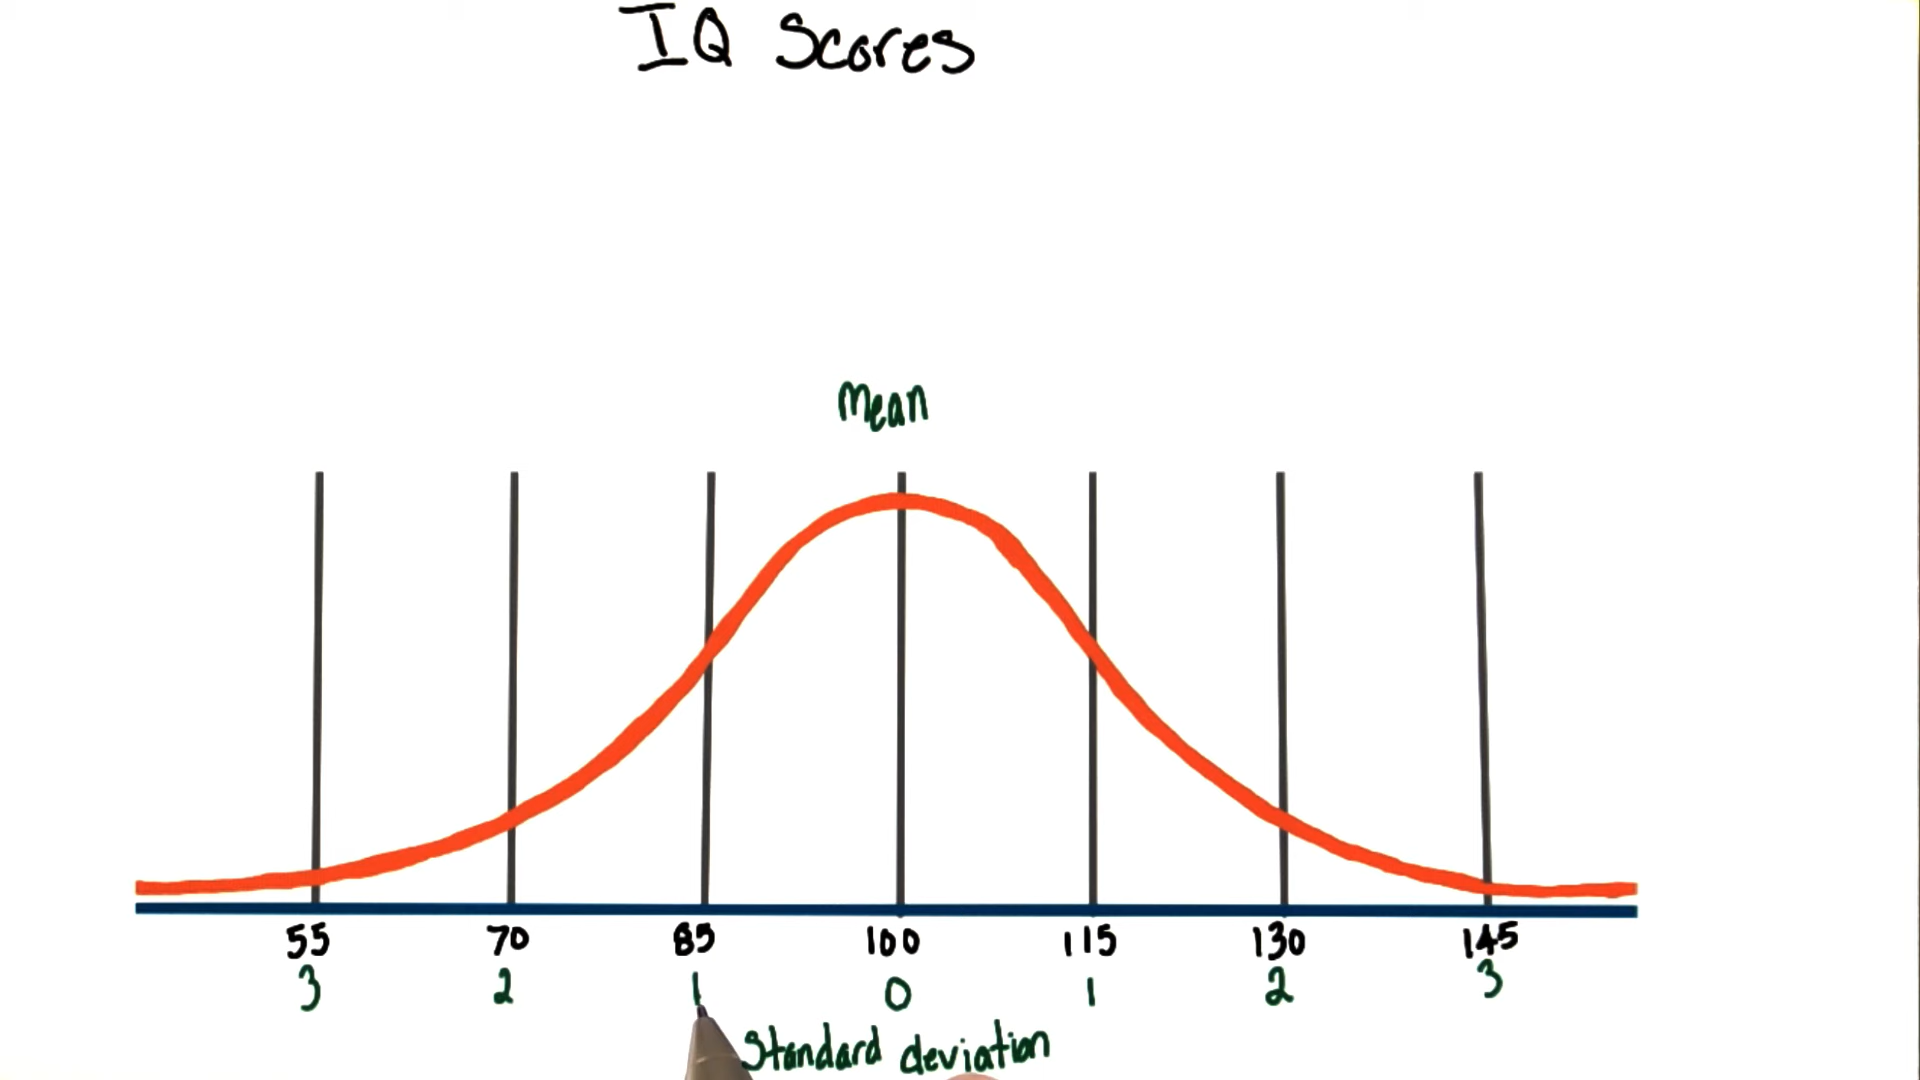 IQ Scores
Mean
55 70 85 100 115 130 145
3 2 1 0 1 2 3
Standard deviation